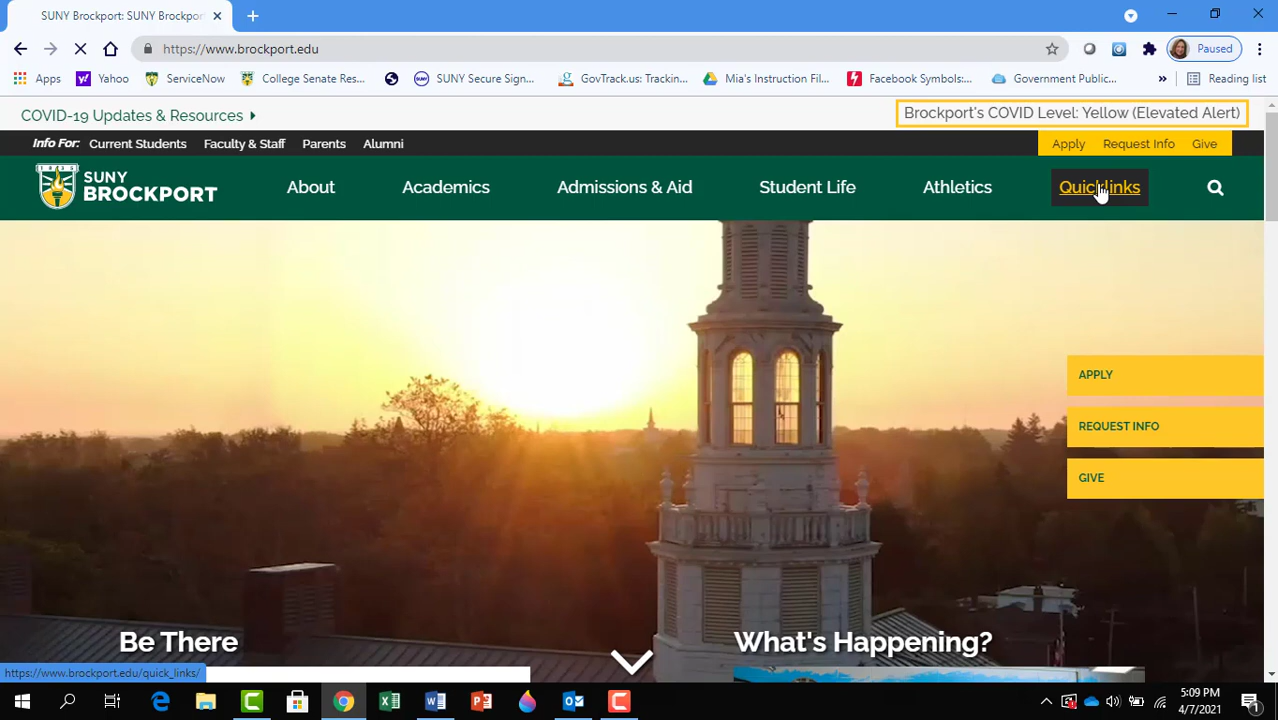 SUNY Brockport: SUNY Brockpor
https://www.brockport.edu
Paused
Apps
Yahoo
ServiceNow
College Senate Res...
SUNY Secure Sign...
GovTrack.us: Trackin...
Mia's Instruction Fil...
Facebook Symbols:...
Government Public...
»
Reading list
COVID-19 Updates & Resources
Brockport's COVID Level: Yellow (Elevated Alert)
Info For: Current Students Faculty & Staff Parents Alumni
Apply Request Info Give
SUNY
BROCKPORT
About
Academics
Admissions & Aid
Student Life
Athletics
Quicklinks
APPLY
REQUEST INFO
GIVE
Be There
What's Happening?
https://www.brockport.edu/quick_links/
5:09 PM
4/7/2021